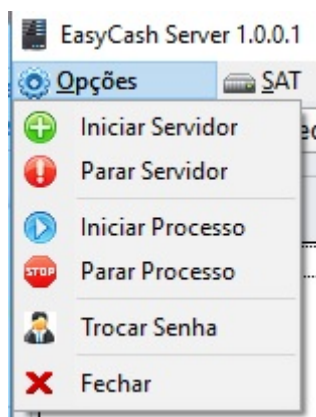 EasyCash Server 1.0.0.1
Opções SAT
Iniciar Servidor
Parar Servidor
Iniciar Processo
STOP Parar Processo
Trocar Senha
Fechar